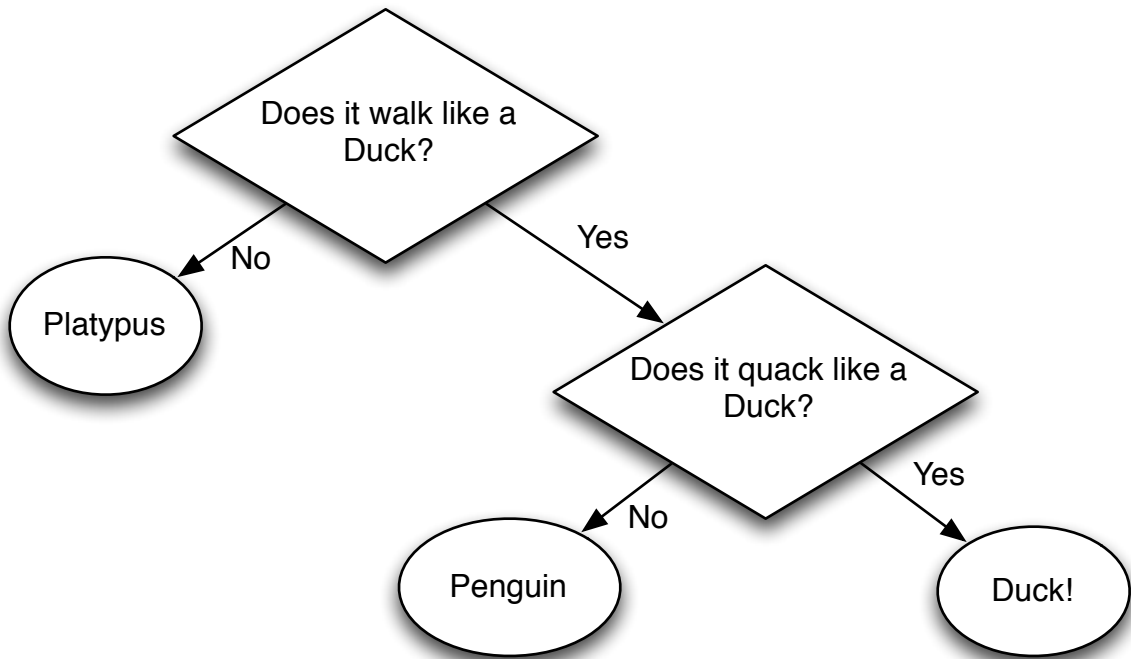 Does it walk like a
Duck?
No
Yes
Platypus
Does it quack like a
Duck?
No
Yes
Penguin
Duck!